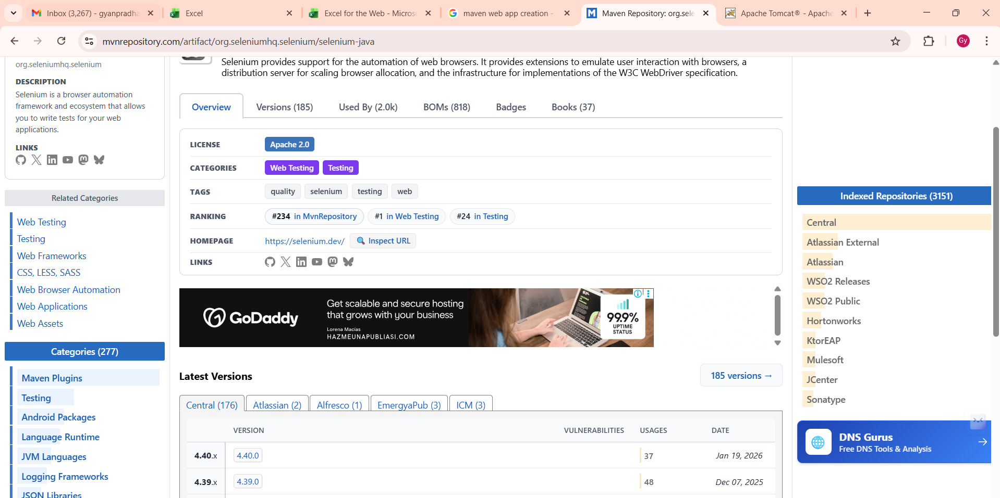 Inbox (3,267) - gyanpradha
Excel
Excel for the Web - Micros
maven web app creation -
Maven Repository: org.sele
Apache Tomcat® - Apache
mvnrepository.com/artifact/org.seleniumhq.selenium/selenium-java
Gy
org.seleniumhq.selenium
DESCRIPTION
Selenium is a browser automation
framework and ecosystem that allows
you to write tests for your web
applications.
LINKS
Related Categories
Web Testing
Testing
Web Frameworks
CSS, LESS, SASS
Web Browser Automation
Web Applications
Web Assets
Categories (277)
Maven Plugins
Testing
Android Packages
Language Runtime
JVM Languages
Logging Frameworks
JSON Libraries
Selenium provides support for the automation of web browsers. It provides extensions to emulate user interaction with browsers, a
distribution server for scaling browser allocation, and the infrastructure for implementations of the W3C WebDriver specification.
Overview
Versions (185)
Used By (2.0k)
BOMs (818)
Badges
Books (37)
LICENSE
Apache 2.0
CATEGORIES
Web Testing
Testing
TAGS
quality
selenium
testing
web
RANKING
#234 in MvnRepository
#1 in Web Testing
#24 in Testing
HOMEPAGE
https://selenium.dev/
Inspect URL
LINKS
GoDaddy
Get scalable and secure hosting
that grows with your business
Lorena Macías
HAZMEUNAPUBLIASI.COM
99.9%
UPTIME
STATUS
Latest Versions
185 versions →
Central (176)
Atlassian (2)
Alfresco (1)
EmergyaPub (3)
ICM (3)
VERSION
VULNERABILITIES
USAGES
DATE
4.40.x
4.40.0
37
Jan 19, 2026
4.39.x
4.39.0
48
Dec 07, 2025
Indexed Repositories (3151)
Central
Atlassian External
Atlassian
WSO2 Releases
WSO2 Public
Hortonworks
KtorEAP
Mulesoft
JCenter
Sonatype
DNS Gurus
Free DNS Tools & Analysis